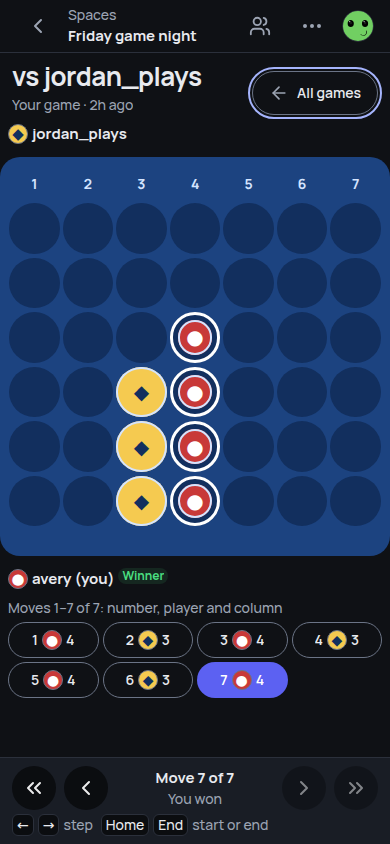 Spaces
Friday game night
vs jordan_plays
Your game · 2h ago
All games
jordan_plays
1 2 3 4 5 6 7
avery (you) Winner
Moves 1–7 of 7: number, player and column
1 4 2 3 3 4 4 3
5 4 6 3 7 4
Move 7 of 7
You won
← → step Home End start or end